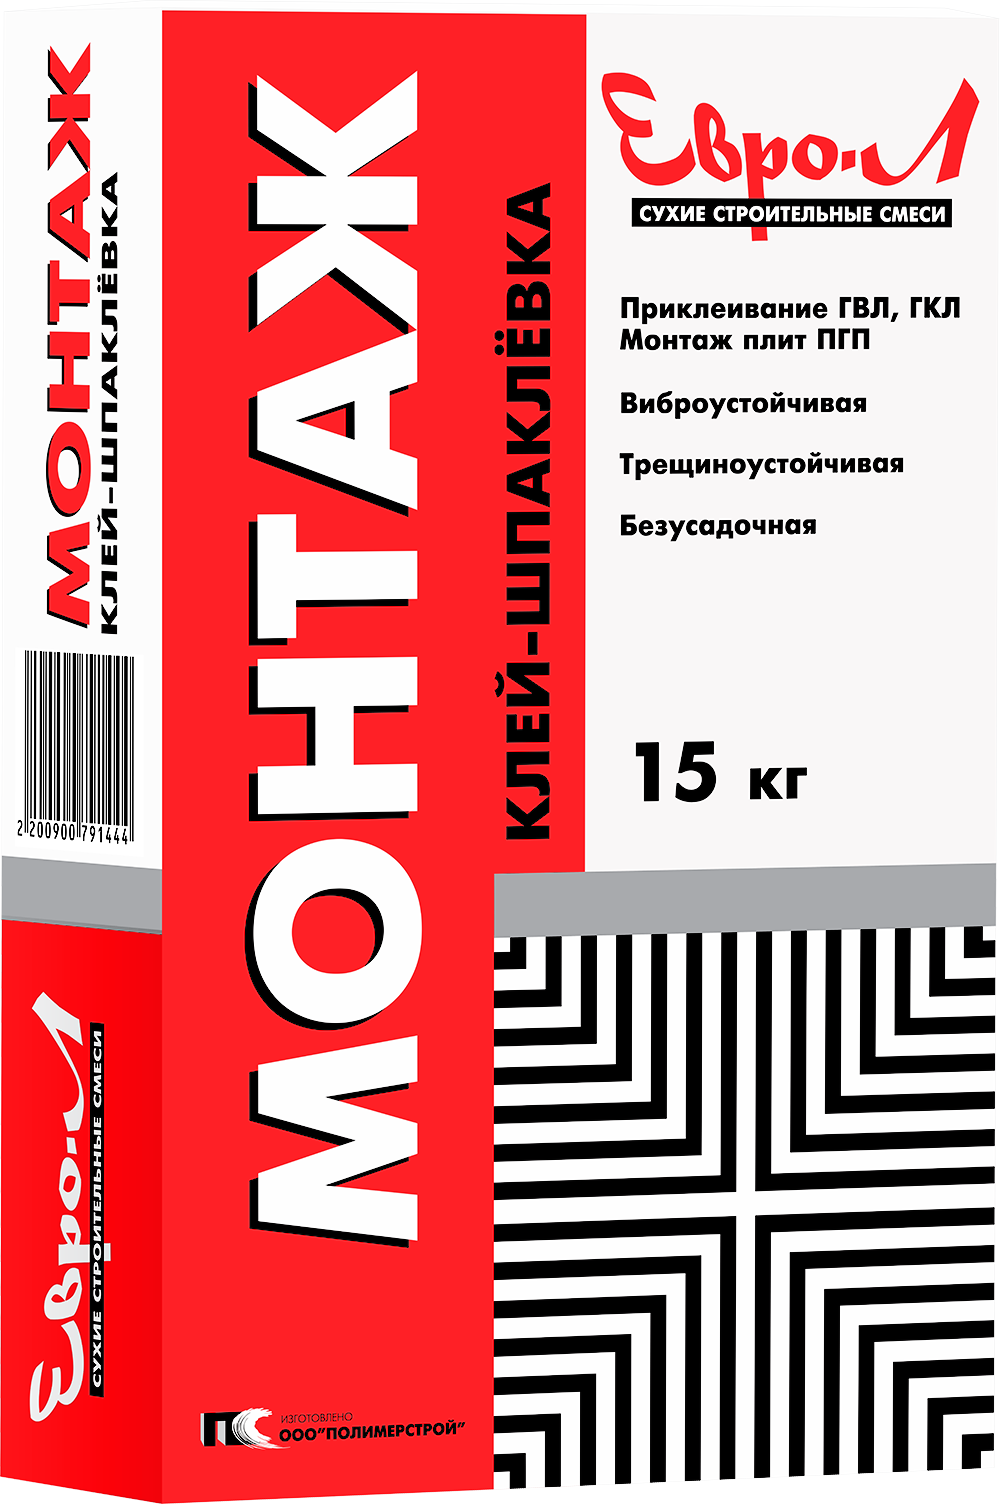 МОНТАЖ
КЛЕЙ-ШПАКЛЁВКА
2 200900 791444
Евро-Л
СУХИЕ СТРОИТЕЛЬНЫЕ СМЕСИ
МОНТАЖ
КЛЕЙ-ШПАКЛЁВКА
Евро-Л
СУХИЕ СТРОИТЕЛЬНЫЕ СМЕСИ
Приклеивание ГВЛ, ГКЛ
Монтаж плит ПГП
Виброустойчивая
Трещиноустойчивая
Безусадочная
15 кг
ПС
ИЗГОТОВЛЕНО
ООО"ПОЛИМЕРСТРОЙ"